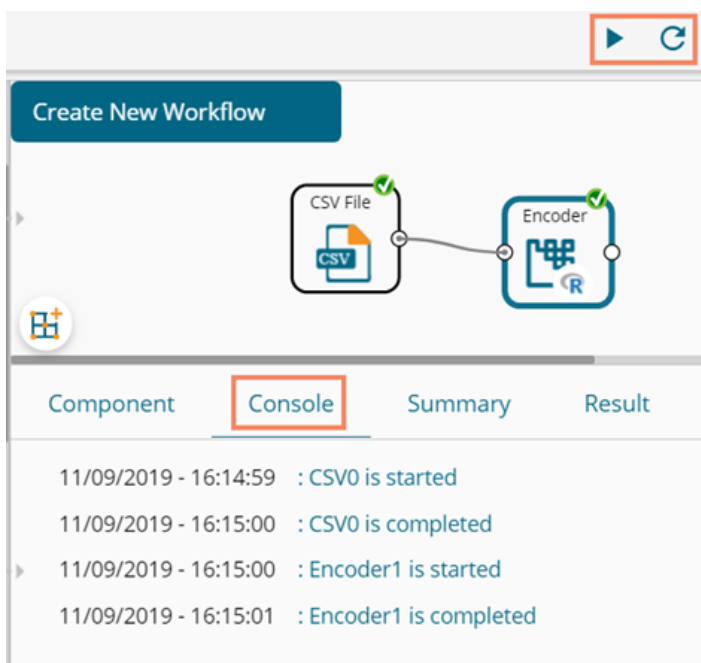 Create New Workflow
CSV File
CSV
Encoder
R
Component Console Summary Result
11/09/2019 - 16:14:59 : CSV0 is started
11/09/2019 - 16:15:00 : CSV0 is completed
11/09/2019 - 16:15:00 : Encoder1 is started
11/09/2019 - 16:15:01 : Encoder1 is completed